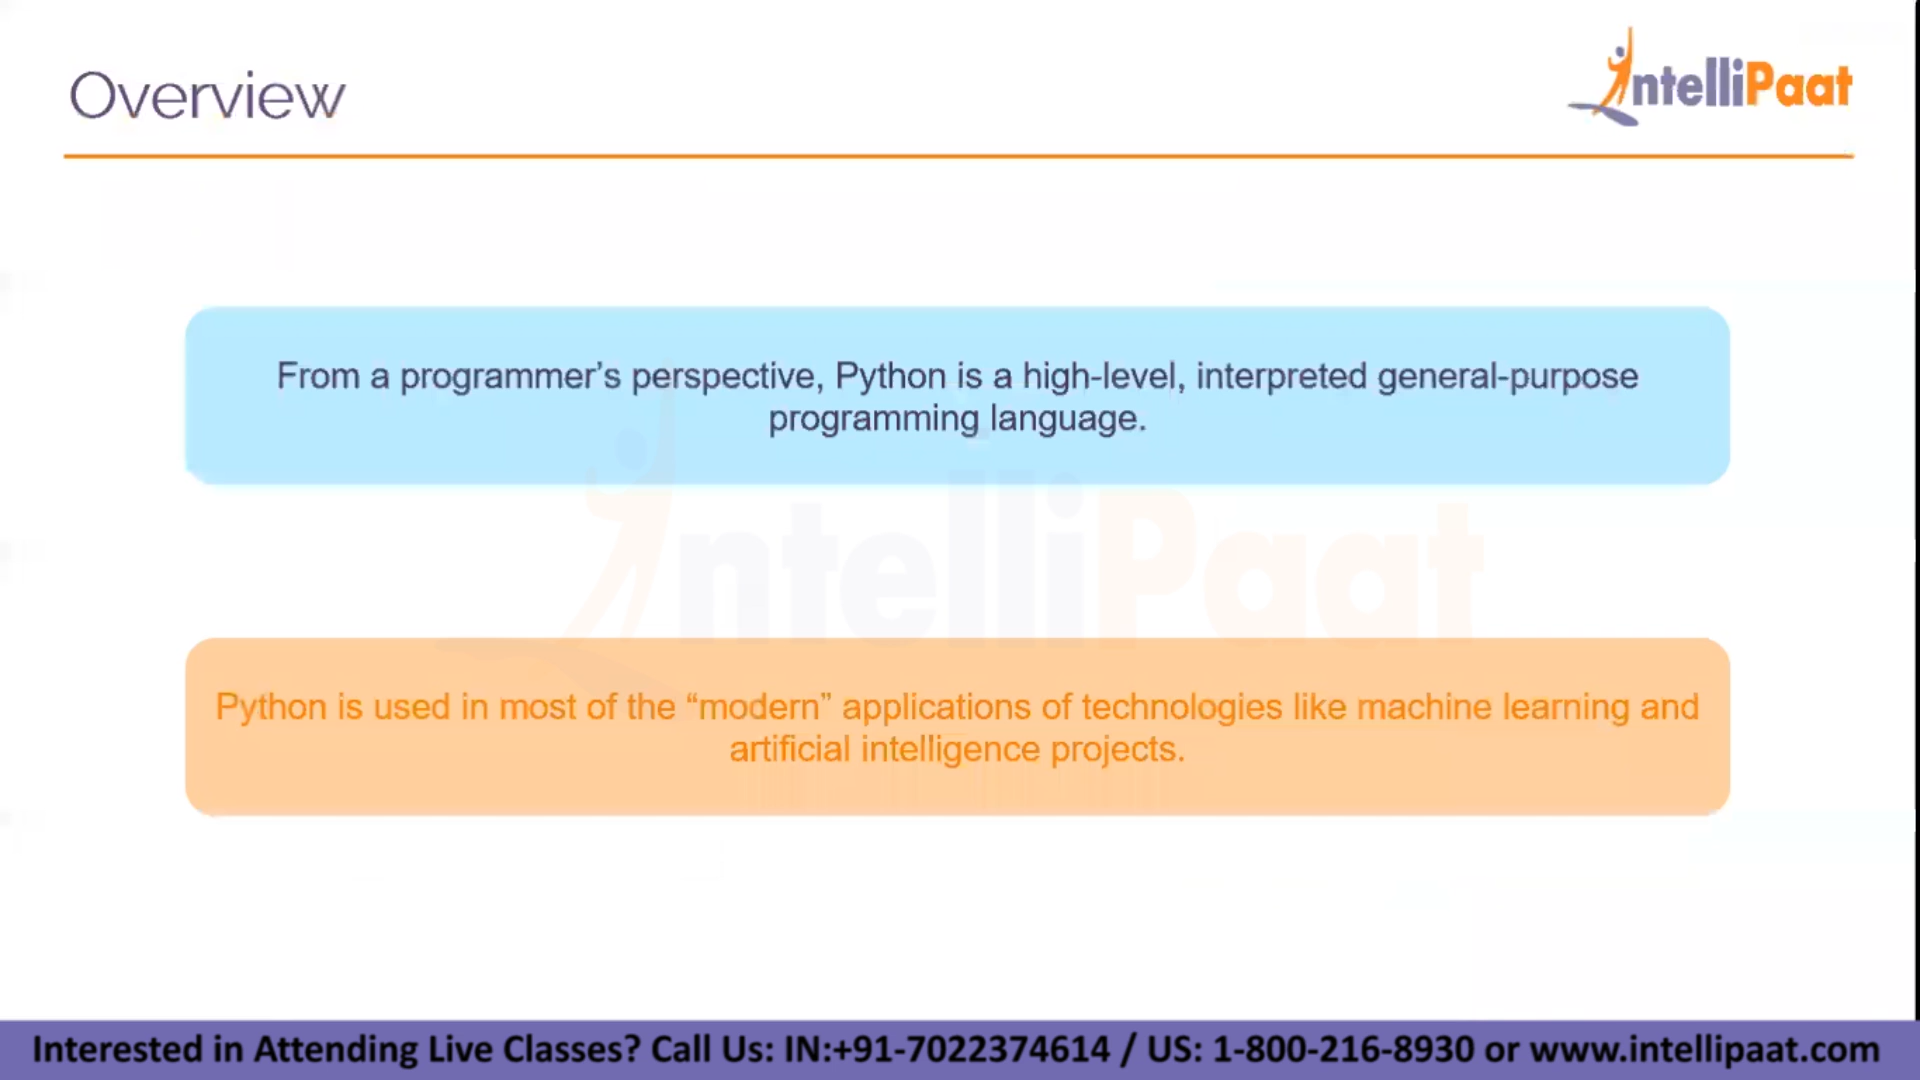 Overview
IntelliPaat
From a programmer’s perspective, Python is a high-level, interpreted general-purpose
programming language.
IntelliPaat
Python is used in most of the “modern” applications of technologies like machine learning and
artificial intelligence projects.
Interested in Attending Live Classes? Call Us: IN:+91-7022374614 / US: 1-800-216-8930 or www.intellipaat.com